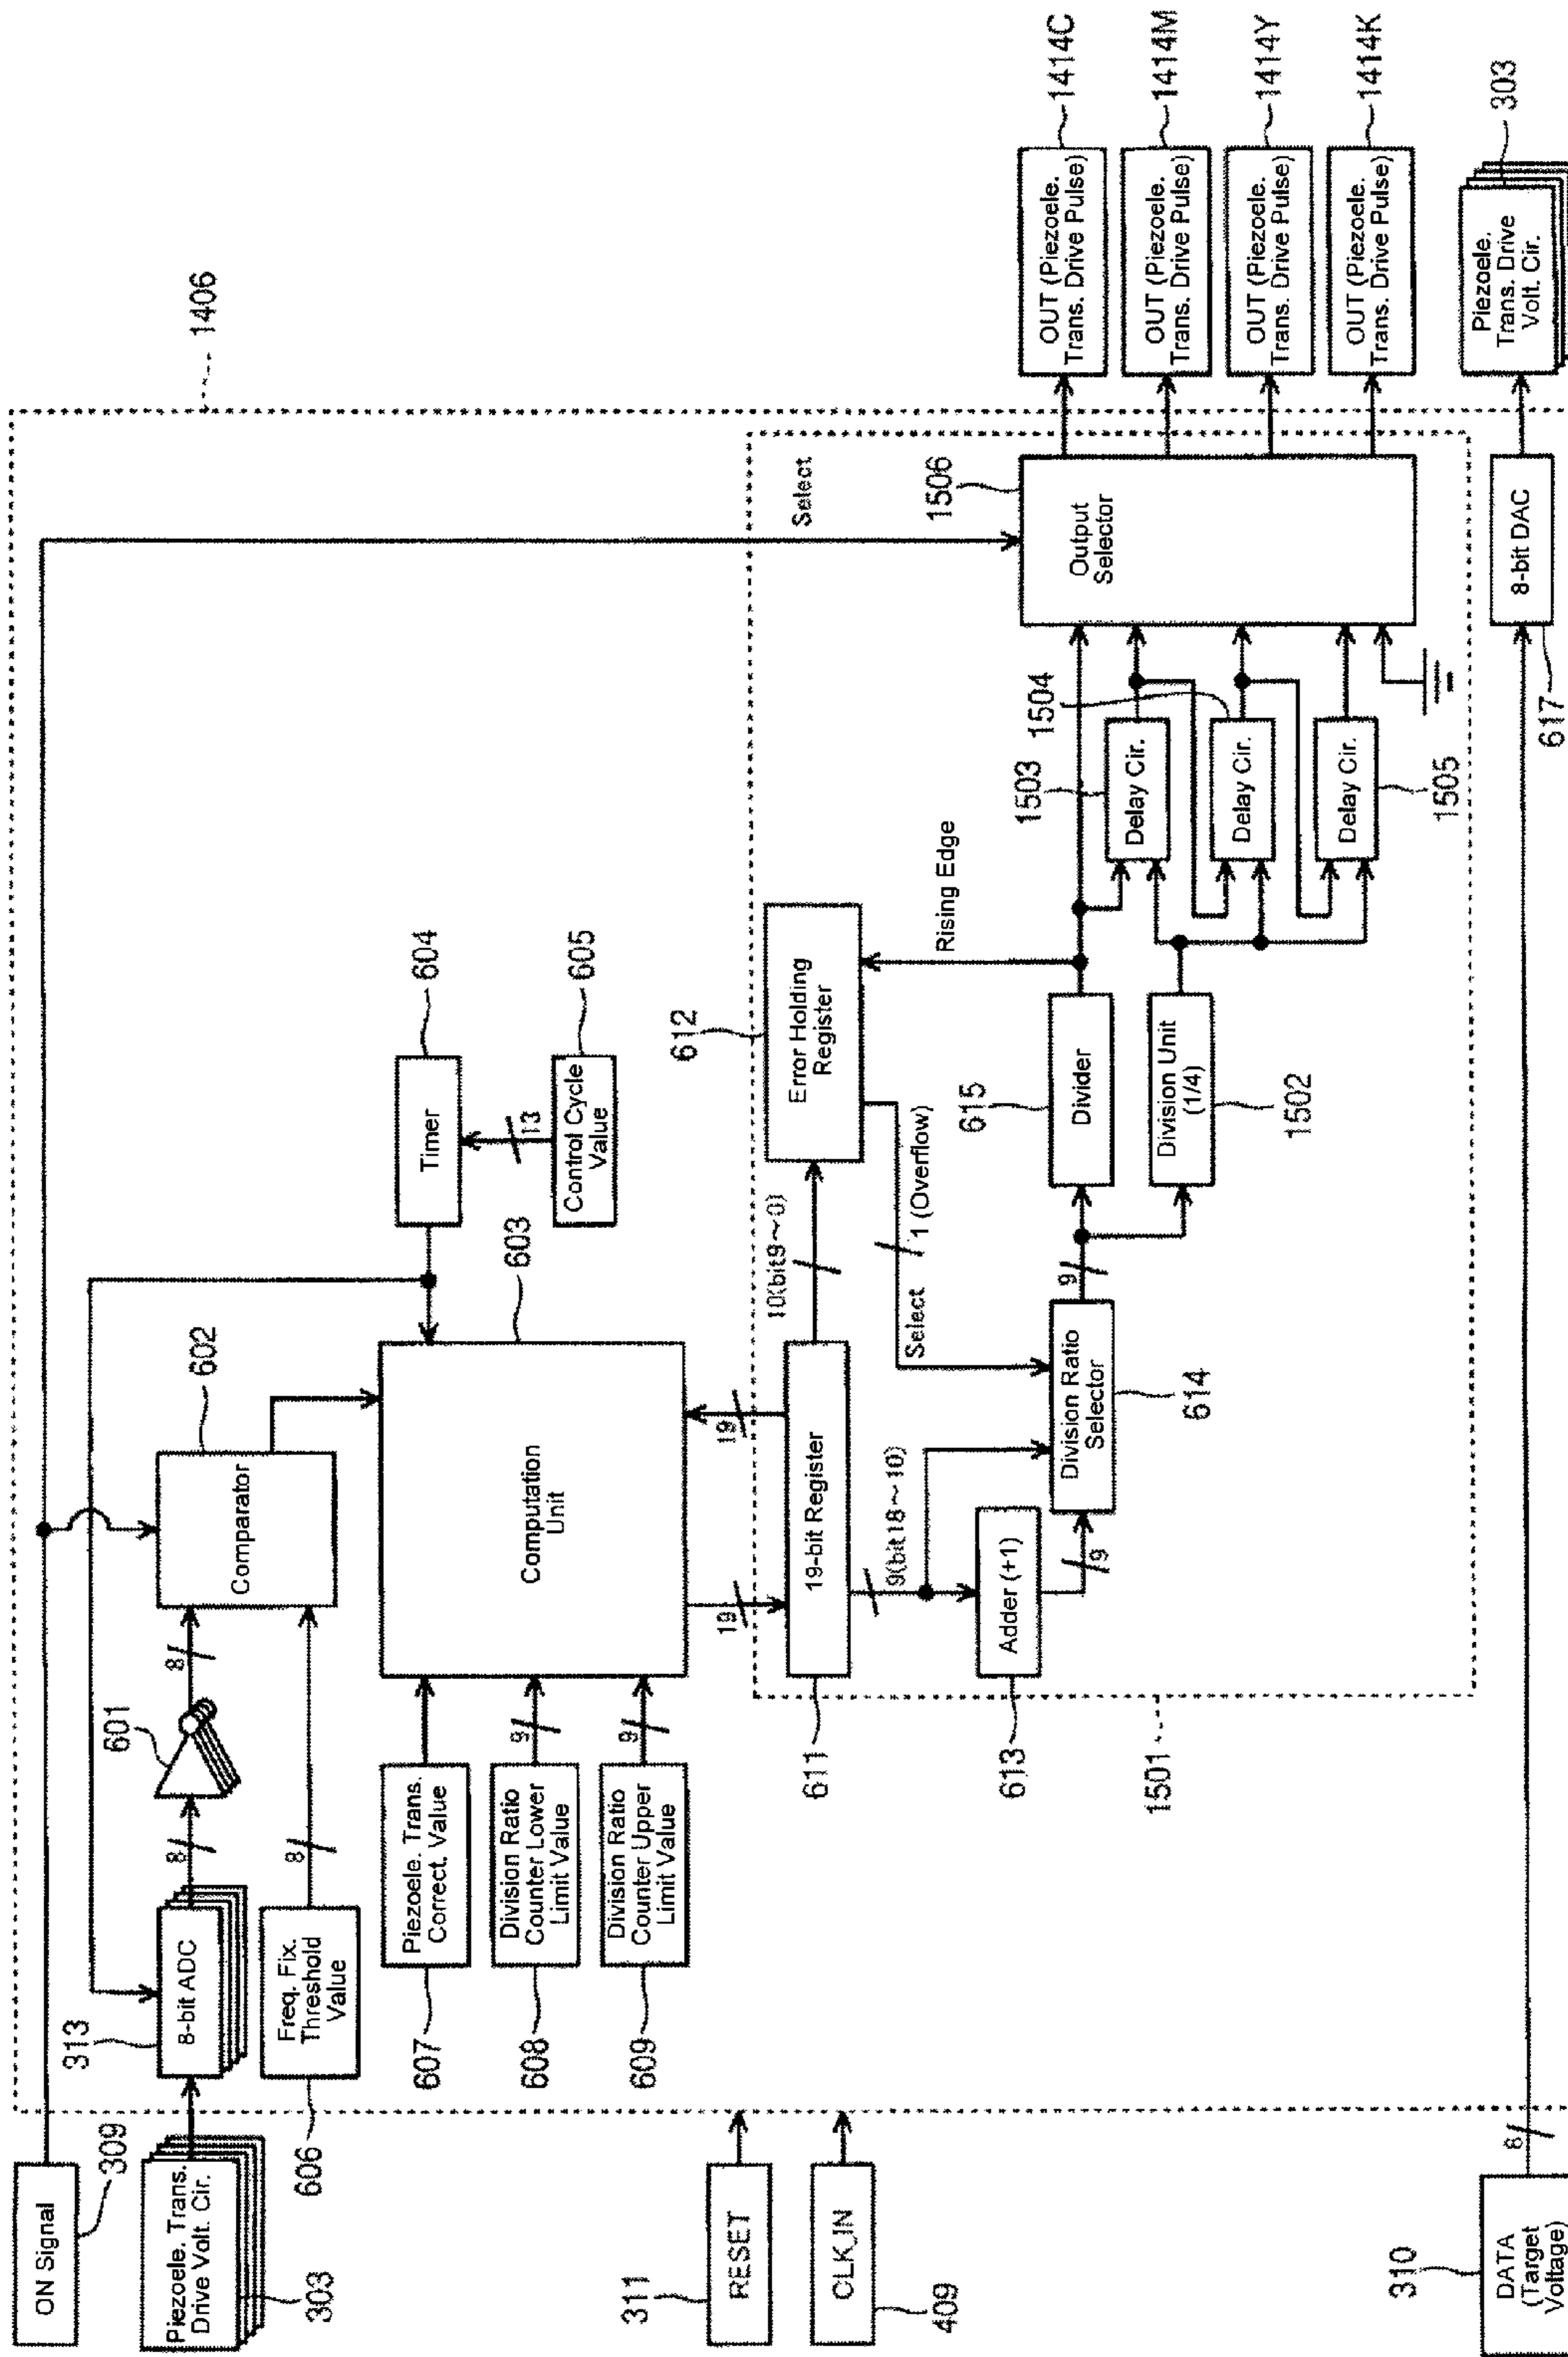 ON Signal
309
Piezoele. Trans.
Drive Volt. Cir.
303
313
8-bit ADC
8
601
8
Freq. Fix.
Threshold
Value
606
8
602
Comparator
604
Timer
13
Control Cycle
Value
605
603
Computation
Unit
Piezoele. Trans.
Correct. Value
607
Division Ratio
Counter Lower
Limit Value
608
9
Division Ratio
Counter Upper
Limit Value
609
9
19
19
1406
Select
311
RESET
CLK_IN
409
19-bit Register
611
10(bit9~0)
612
Error Holding
Register
Rising Edge
1 (Overflow)
Select
9(bit18~10)
Adder (+1)
613
9
Division Ratio
Selector
614
9
615
Divider
Division Unit
(1/4)
1502
1503
Delay Cir.
1504
Delay Cir.
Delay Cir.
1505
1506
Output
Selector
1501
OUT (Piezoele.
Trans. Drive Pulse)
1414C
OUT (Piezoele.
Trans. Drive Pulse)
1414M
OUT (Piezoele.
Trans. Drive Pulse)
1414Y
OUT (Piezoele.
Trans. Drive Pulse)
1414K
310
DATA
(Target
Voltage)
8
8-bit DAC
617
Piezoele.
Trans. Drive
Volt. Cir.
303